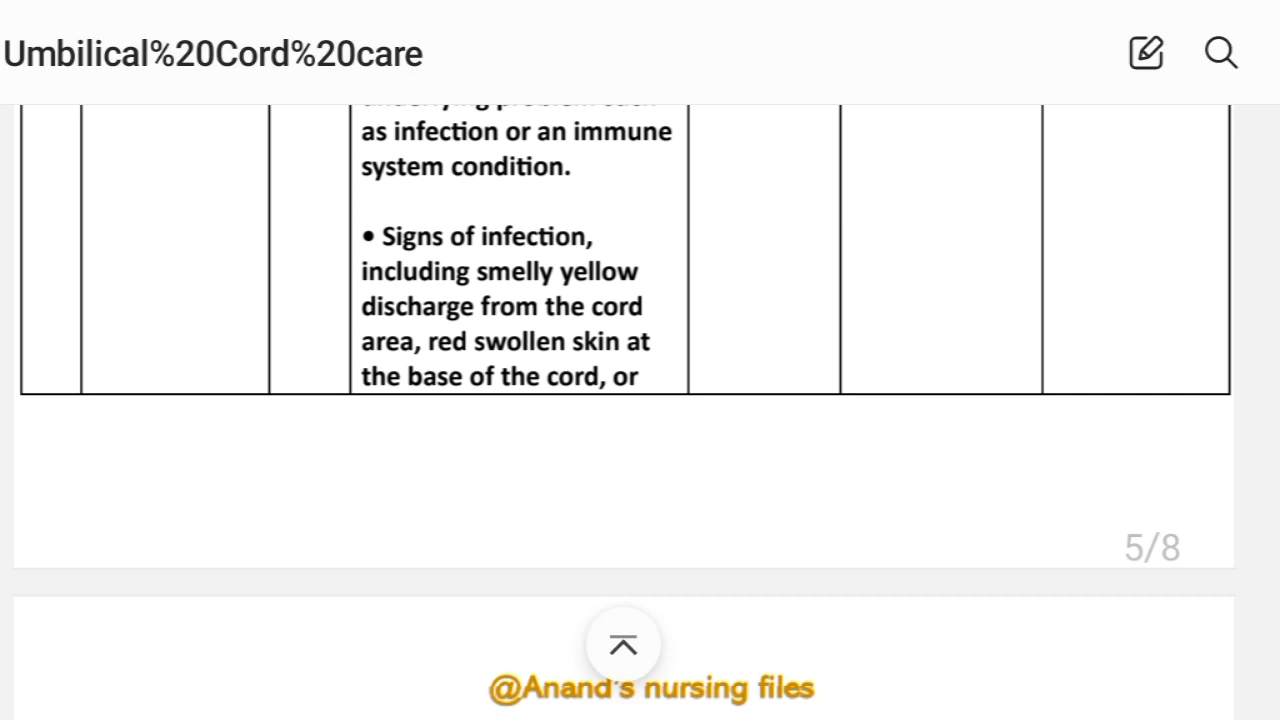 Umbilical%20Cord%20care
as infection or an immune
system condition.
• Signs of infection,
including smelly yellow
discharge from the cord
area, red swollen skin at
the base of the cord, or
5/8
@Anand's nursing files